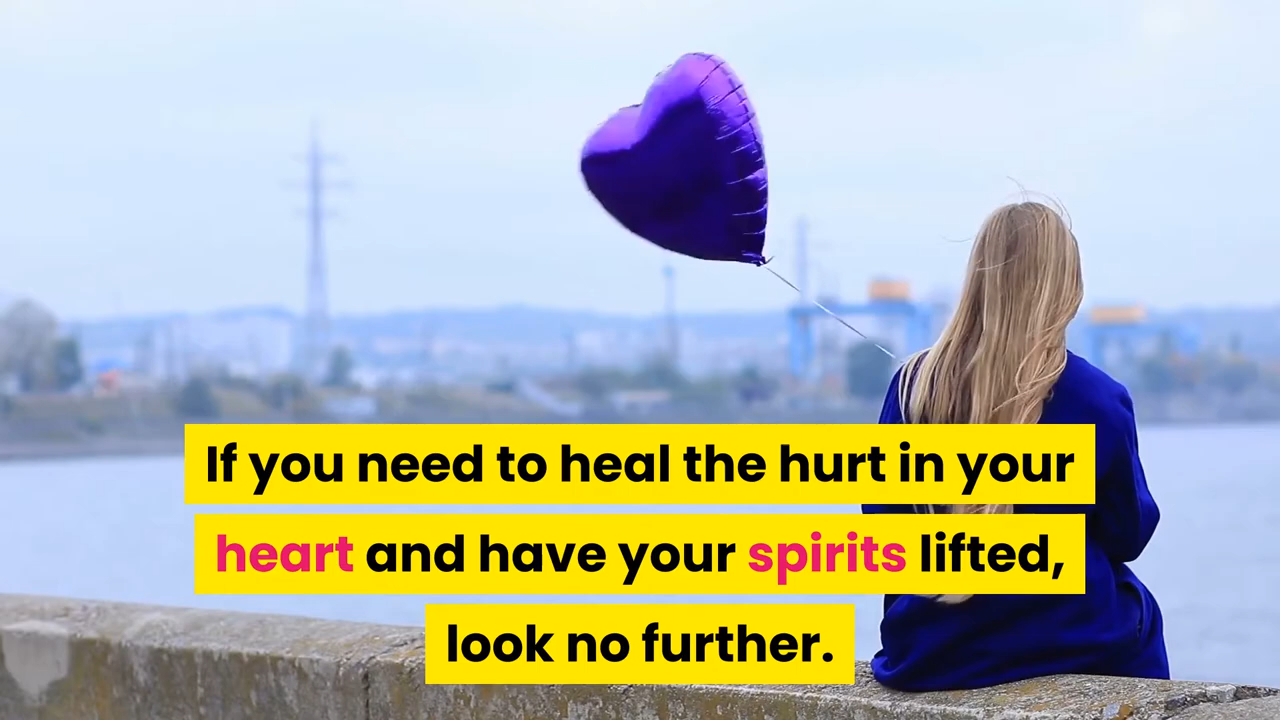 If you need to heal the hurt in your
heart and have your spirits lifted,
look no further.